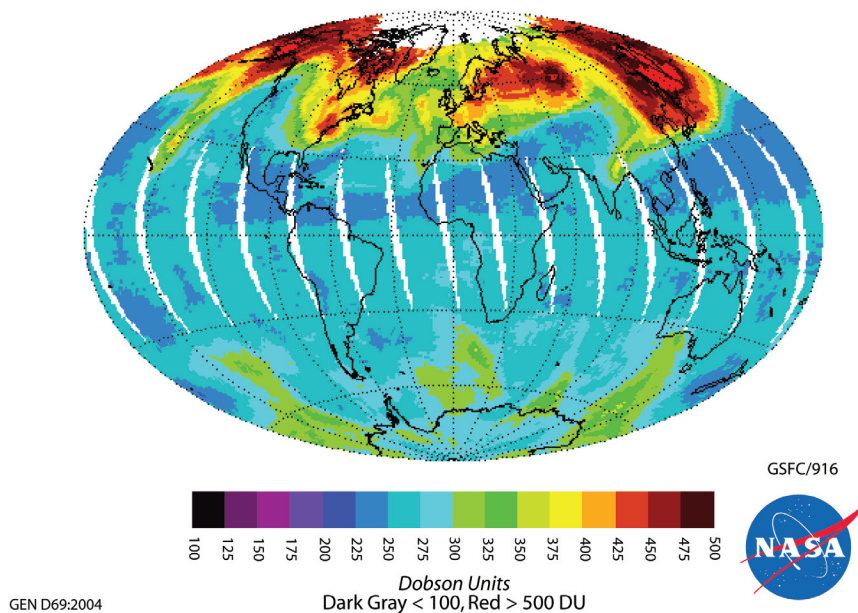 GSFC/916
100 125 150 175 200 225 250 275 300 325 350 375 400 425 450 475 500
NASA
Dobson Units
Dark Gray < 100, Red > 500 DU
GEN D69:2004